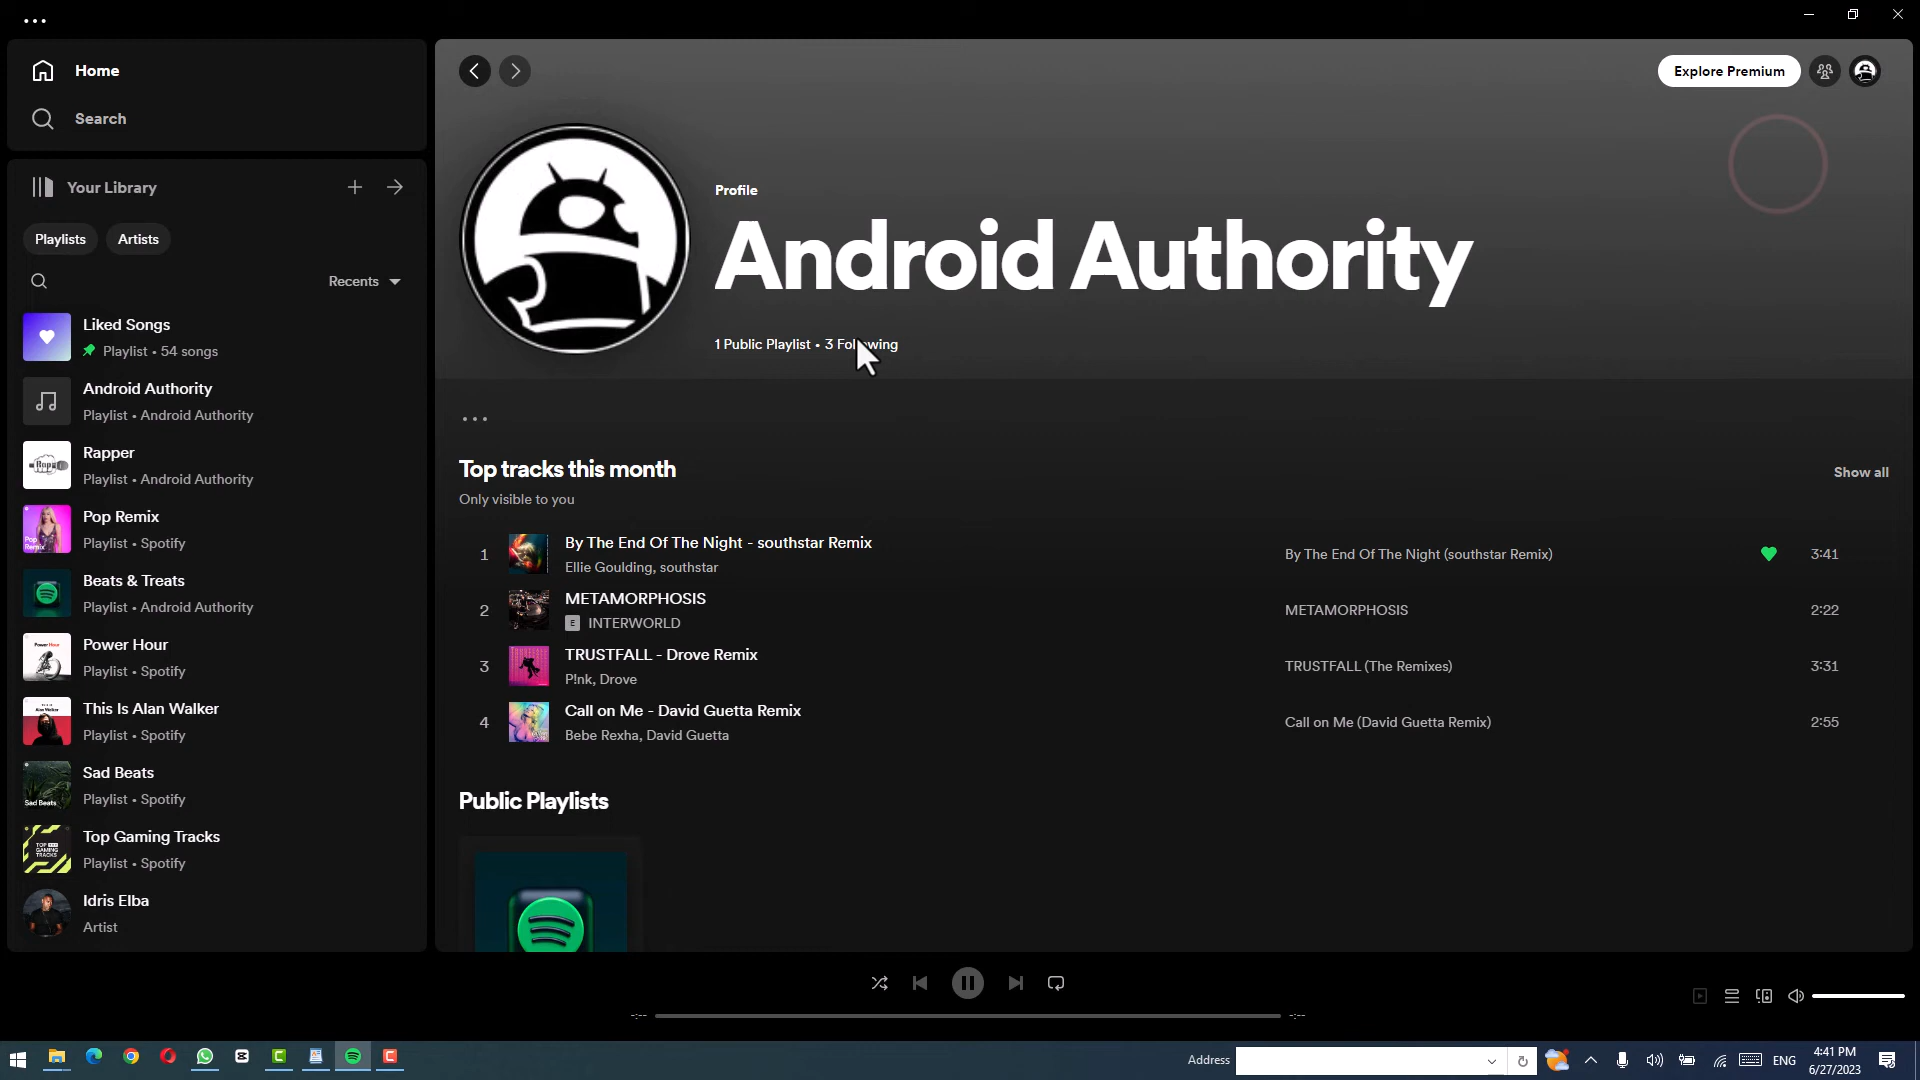 Home
Search
Your Library
Playlists
Artists
Recents
Liked Songs
Playlist • 54 songs
Android Authority
Playlist • Android Authority
Rapper
Playlist • Android Authority
Pop Remix
Playlist • Spotify
Beats & Treats
Playlist • Android Authority
Power Hour
Playlist • Spotify
This Is Alan Walker
Playlist • Spotify
Sad Beats
Playlist • Spotify
Top Gaming Tracks
Playlist • Spotify
Idris Elba
Artist
Explore Premium
Profile
Android Authority
1 Public Playlist • 3 Following
Top tracks this month
Show all
Only visible to you
1
By The End Of The Night - southstar Remix
Ellie Goulding, southstar
By The End Of The Night (southstar Remix)
3:41
2
METAMORPHOSIS
E INTERWORLD
METAMORPHOSIS
2:22
3
TRUSTFALL - Drove Remix
P!nk, Drove
TRUSTFALL (The Remixes)
3:31
4
Call on Me - David Guetta Remix
Bebe Rexha, David Guetta
Call on Me (David Guetta Remix)
2:55
Public Playlists
-:--
-:--
Address
ENG
4:41 PM
6/27/2023